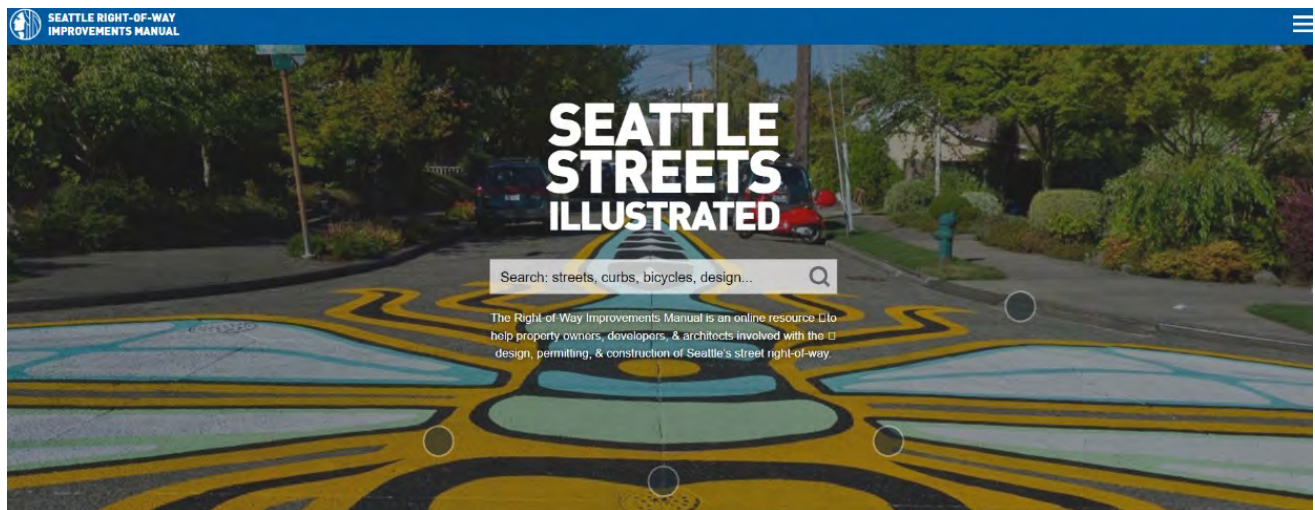 SEATTLE RIGHT-OF-WAY
IMPROVEMENTS MANUAL
SEATTLE
STREETS
ILLUSTRATED
Search: streets, curbs, bicycles, design...
The Right-of-Way Improvements Manual is an online resource □to
help property owners, developers, & architects involved with the □
design, permitting, & construction of Seattle's street right-of-way.